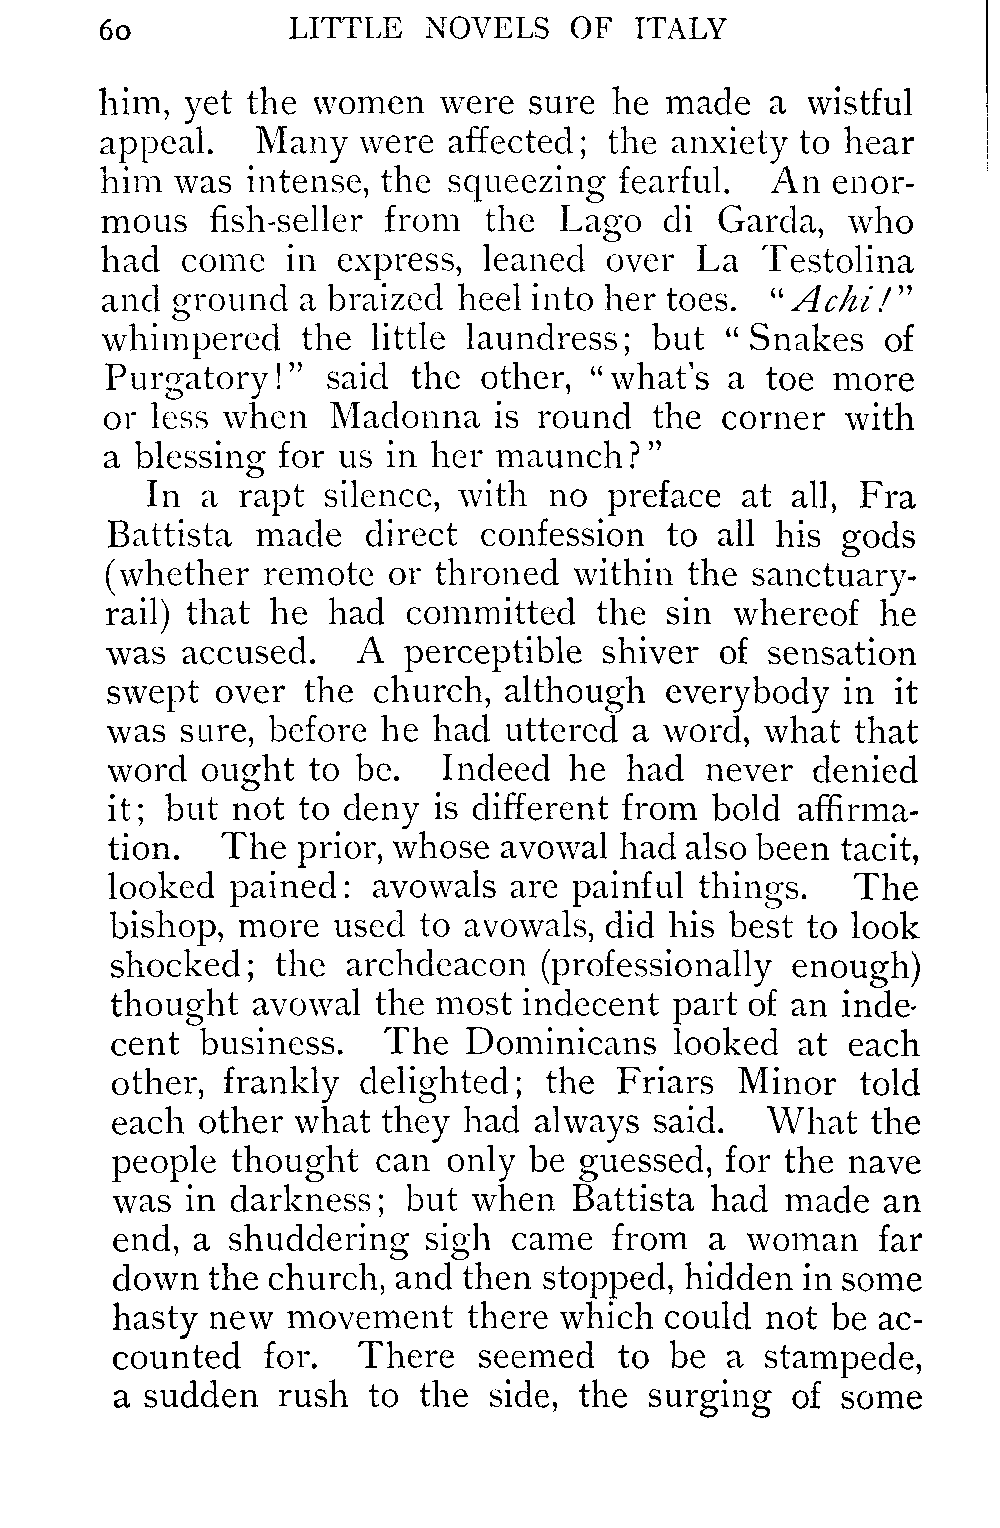 60 LITTLE NOVELS OF ITALY
him, yet the women were sure he made a wistful
appeal. Many were affected; the anxiety to hear
him was intense, the squeezing fearful. An enor-
mous fish-seller from the Lago di Garda, who
had come in express, leaned over La Testolina
and ground a braized heel into her toes. "Achi!"
whimpered the little laundress; but "Snakes of
Purgatory!" said the other, "what's a toe more
or less when Madonna is round the corner with
a blessing for us in her maunch?"
In a rapt silence, with no preface at all, Fra
Battista made direct confession to all his gods
(whether remote or throned within the sanctuary-
rail) that he had committed the sin whereof he
was accused. A perceptible shiver of sensation
swept over the church, although everybody in it
was sure, before he had uttered a word, what that
word ought to be. Indeed he had never denied
it; but not to deny is different from bold affirma-
tion. The prior, whose avowal had also been tacit,
looked pained: avowals are painful things. The
bishop, more used to avowals, did his best to look
shocked; the archdeacon (professionally enough)
thought avowal the most indecent part of an inde-
cent business. The Dominicans looked at each
other, frankly delighted; the Friars Minor told
each other what they had always said. What the
people thought can only be guessed, for the nave
was in darkness; but when Battista had made an
end, a shuddering sigh came from a woman far
down the church, and then stopped, hidden in some
hasty new movement there which could not be ac-
counted for. There seemed to be a stampede,
a sudden rush to the side, the surging of some